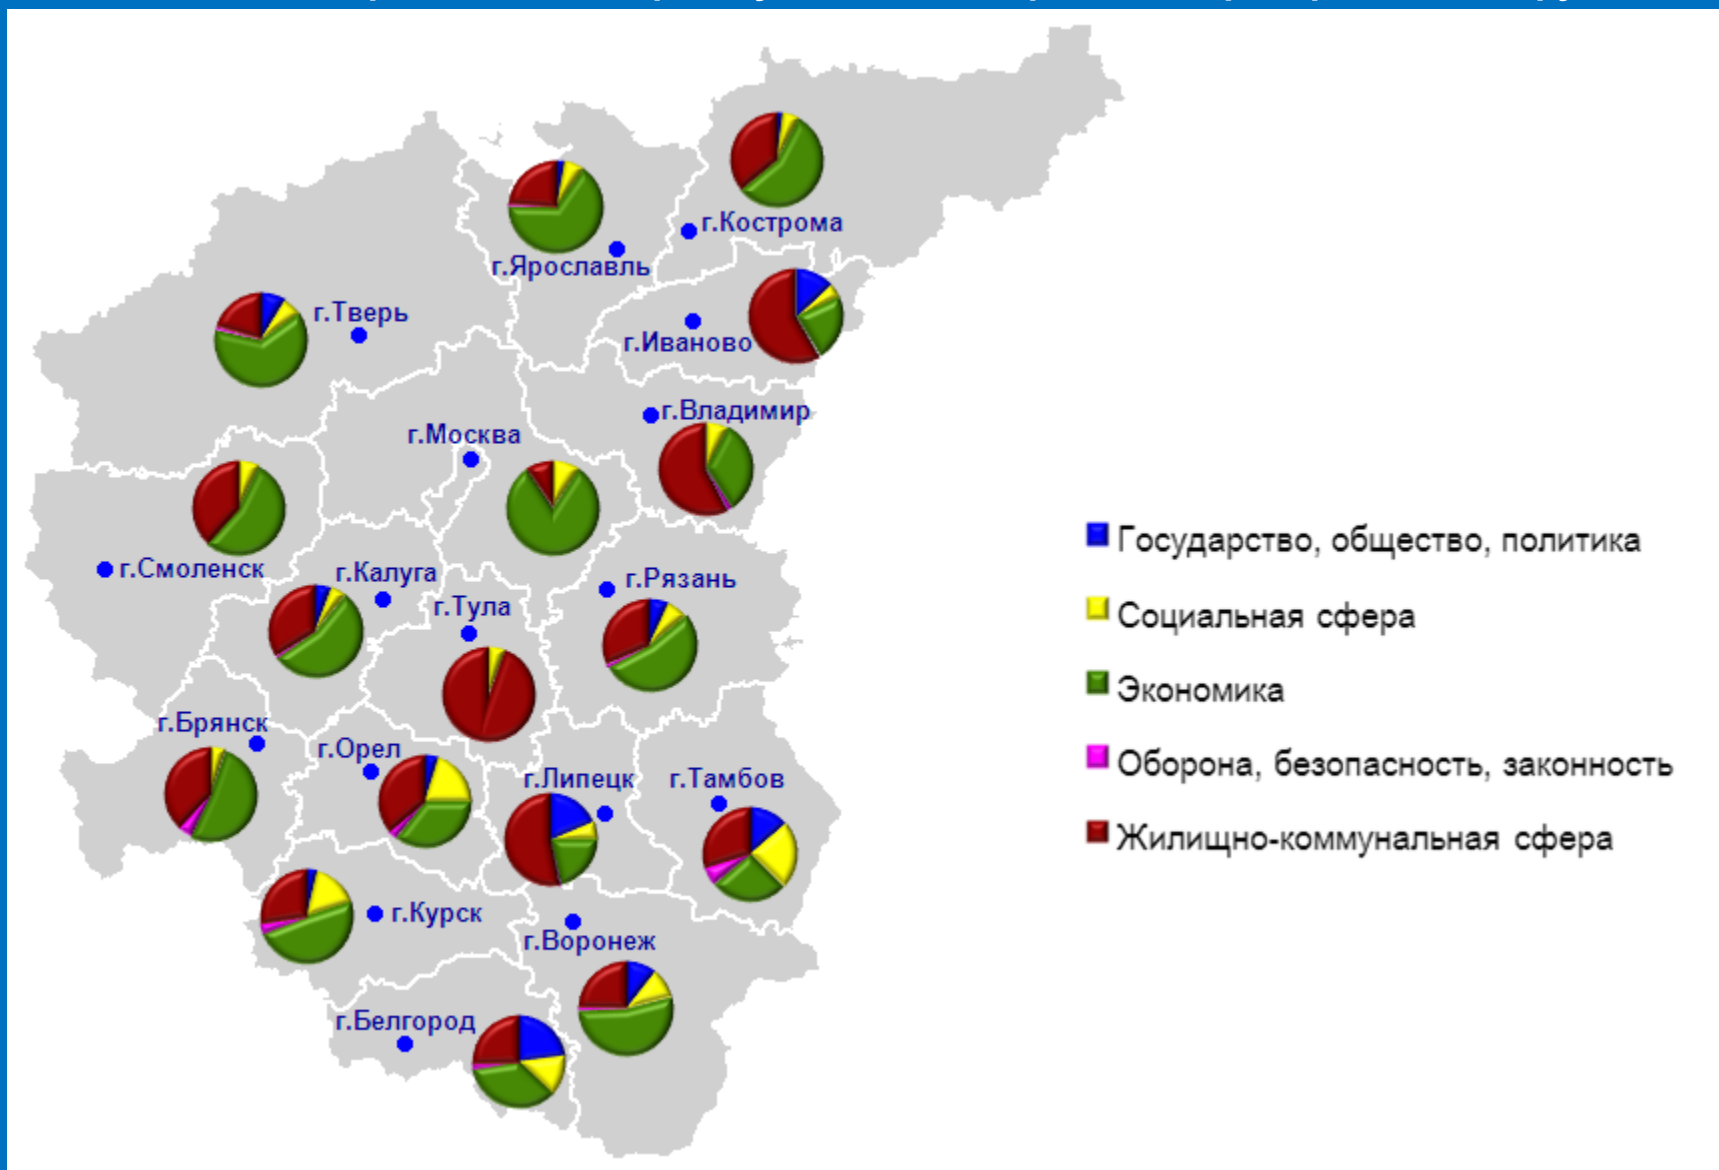 г.Кострома
г.Ярославль
г.Тверь
г.Иваново
г.Владимир
г.Москва
г.Смоленск
г.Калуга
г.Рязань
г.Тула
г.Брянск
г.Орел
г.Липецк
г.Тамбов
г.Курск
г.Воронеж
г.Белгород
Государство, общество, политика
Социальная сфера
Экономика
Оборона, безопасность, законность
Жилищно-коммунальная сфера